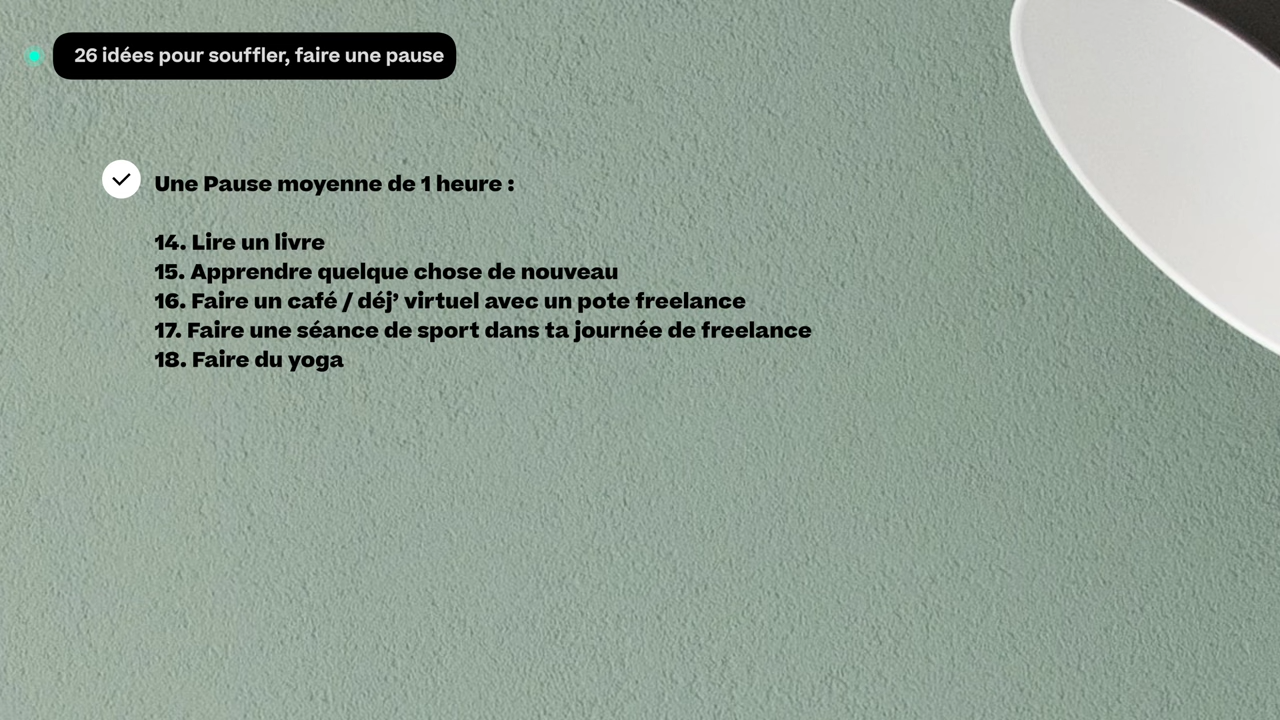 26 idées pour souffler, faire une pause
Une Pause moyenne de 1 heure :
14. Lire un livre
15. Apprendre quelque chose de nouveau
16. Faire un café / déj’ virtuel avec un pote freelance
17. Faire une séance de sport dans ta journée de freelance
18. Faire du yoga